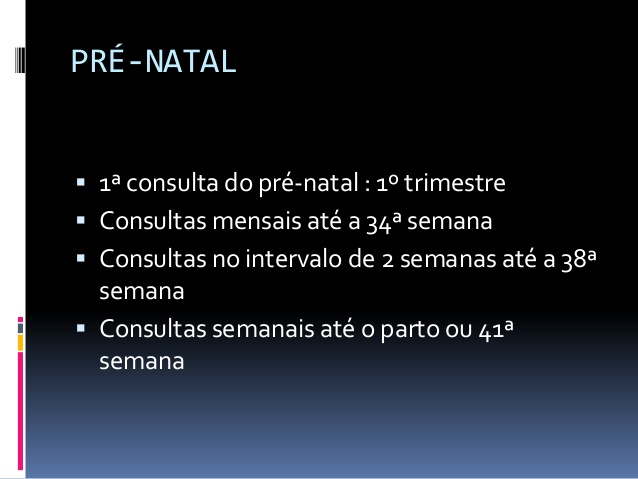 PRÉ-NATAL
▪ 1ª consulta do pré-natal : 1º trimestre
▪ Consultas mensais até a 34ª semana
▪ Consultas no intervalo de 2 semanas até a 38ª
semana
▪ Consultas semanais até o parto ou 41ª
semana